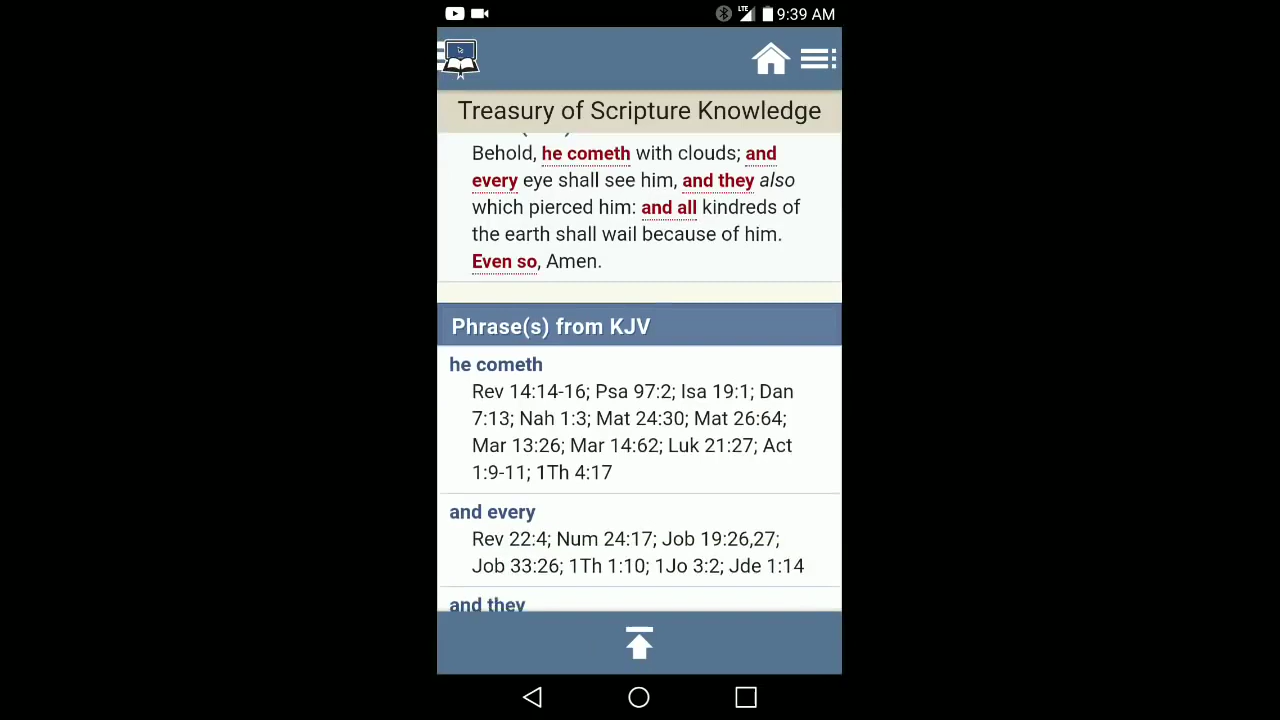 LTE 9:39 AM
Treasury of Scripture Knowledge
Behold, he cometh with clouds; and
every eye shall see him, and they also
which pierced him: and all kindreds of
the earth shall wail because of him.
Even so, Amen.
Phrase(s) from KJV
he cometh
Rev 14:14-16; Psa 97:2; Isa 19:1; Dan
7:13; Nah 1:3; Mat 24:30; Mat 26:64;
Mar 13:26; Mar 14:62; Luk 21:27; Act
1:9-11; 1Th 4:17
and every
Rev 22:4; Num 24:17; Job 19:26,27;
Job 33:26; 1Th 1:10; 1Jo 3:2; Jde 1:14
and they